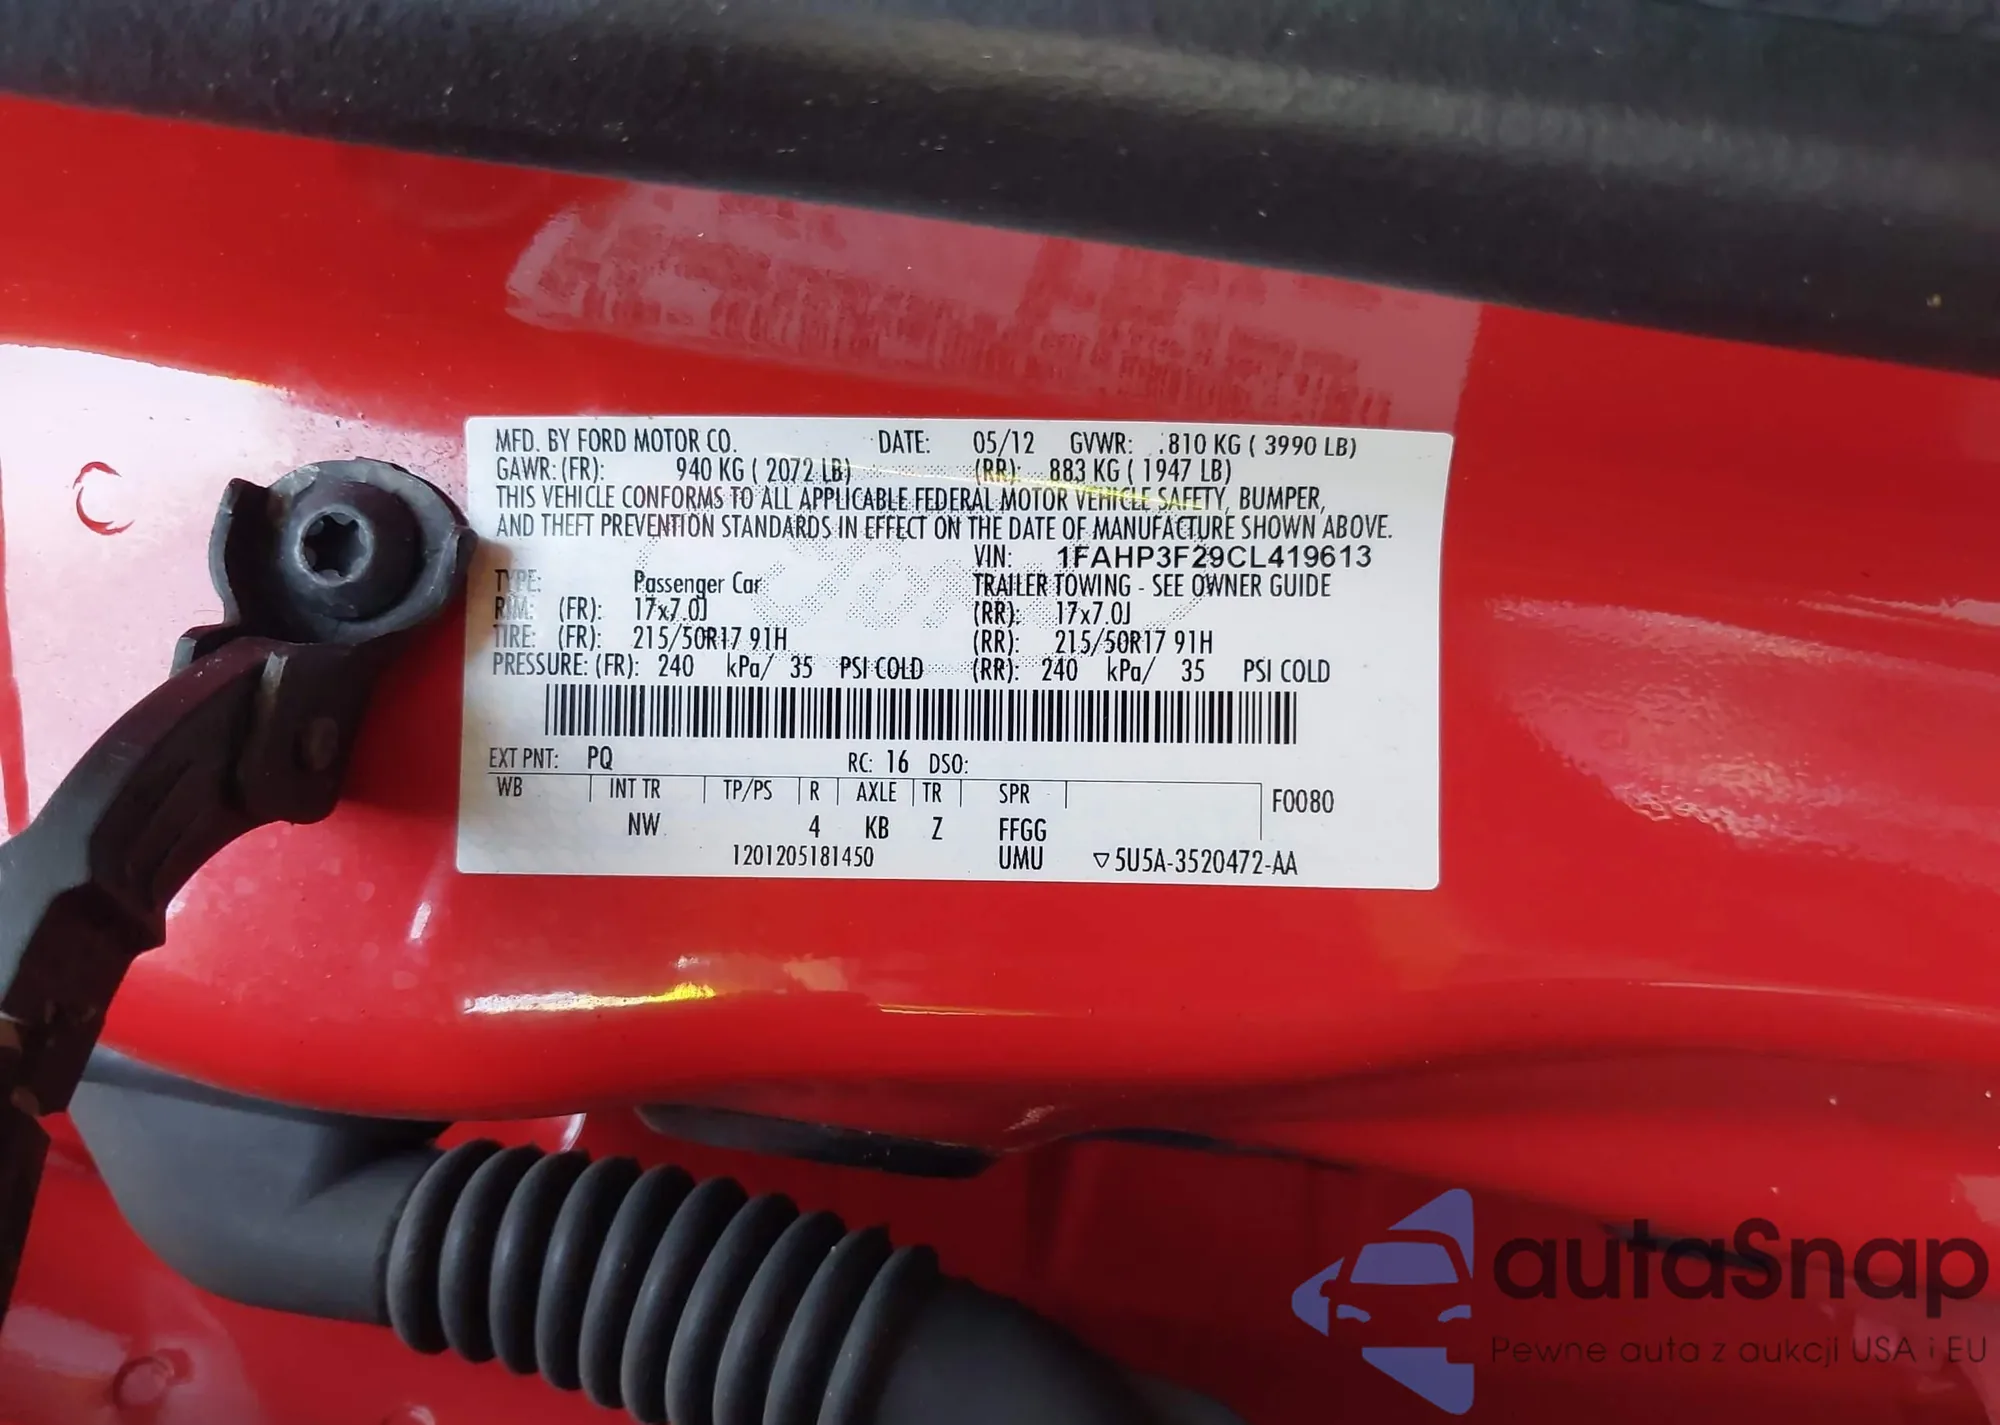 MFD. BY FORD MOTOR CO. DATE: 05/12 GVWR: .810 KG ( 3990 LB)
GAWR: (FR): 940 KG ( 2072 LB) (RR): 883 KG ( 1947 LB)
THIS VEHICLE CONFORMS TO ALL APPLICABLE FEDERAL MOTOR VEHICLE SAFETY, BUMPER,
AND THEFT PREVENTION STANDARDS IN EFFECT ON THE DATE OF MANUFACTURE SHOWN ABOVE.
VIN: 1FAHP3F29CL419613
TYPE: Passenger Car TRAILER TOWING - SEE OWNER GUIDE
RIM: (FR): 17x7.0J (RR): 17x7.0J
TIRE: (FR): 215/50R17 91H (RR): 215/50R17 91H
PRESSURE: (FR): 240 kPa/ 35 PSI COLD (RR): 240 kPa/ 35 PSI COLD
EXT PNT: PQ RC: 16 DSO:
WB INT TR TP/PS R AXLE TR SPR F0080
NW 4 KB Z FFGG
1201205181450 UMU ▽5U5A-3520472-AA
autaSnap
Pewne auta z aukcji USA i EU